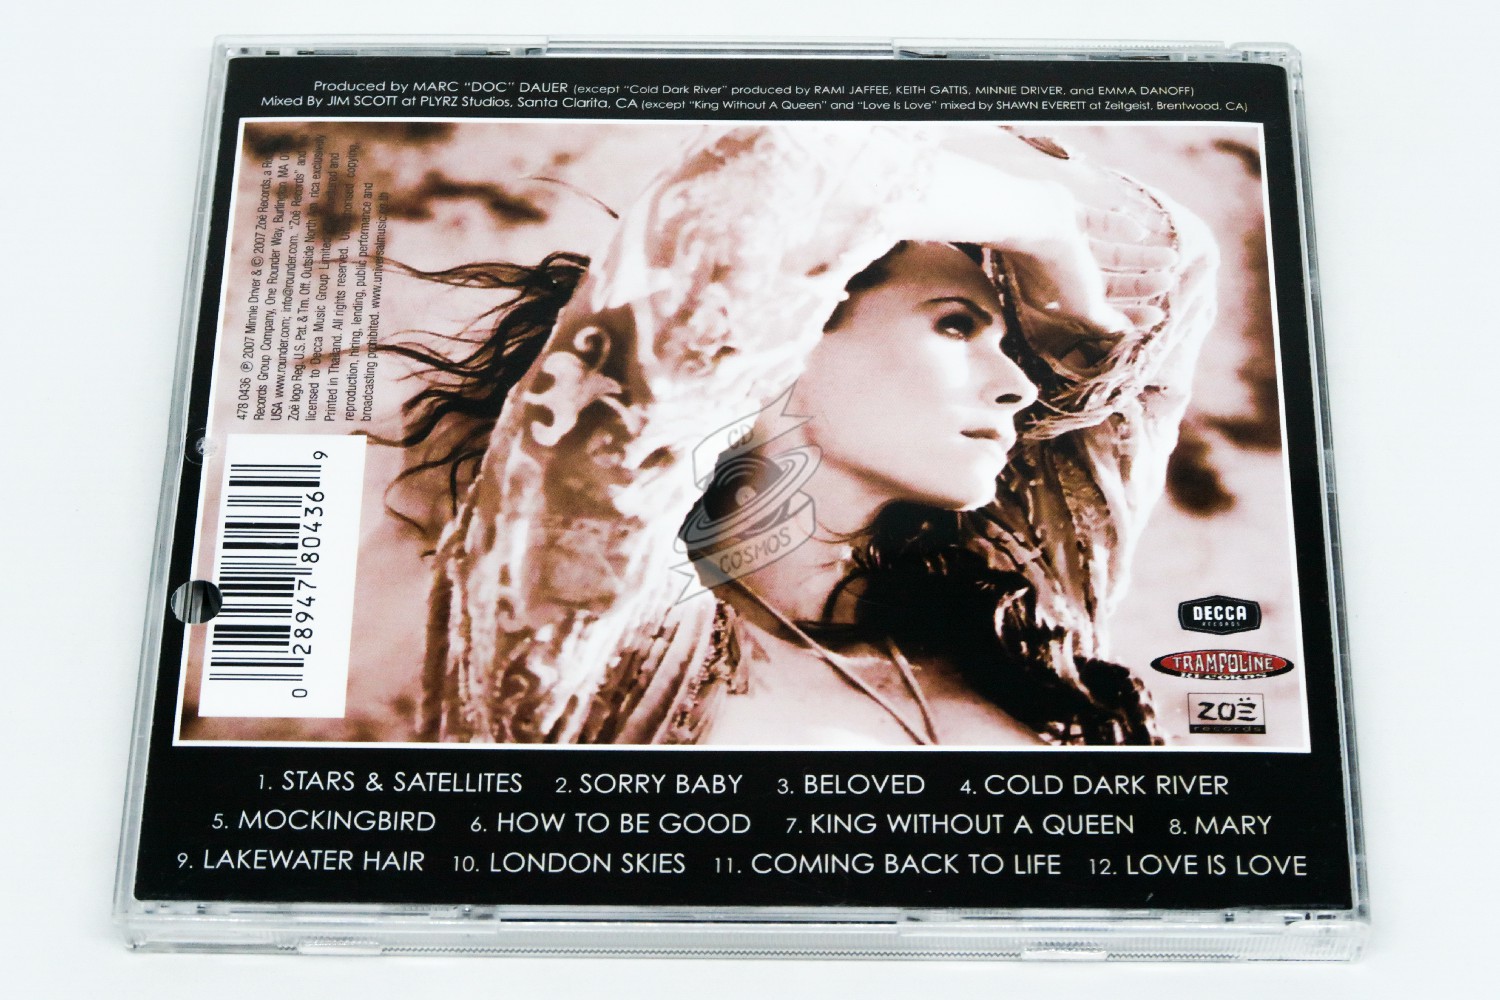 Produced by MARC “DOC” DAUER (except “Cold Dark River” produced by RAMI JAFFEE, KEITH GATTIS, MINNIE DRIVER, and EMMA DANOFF)
Mixed By JIM SCOTT at PLYRZ Studios, Santa Clarita, CA (except “King Without A Queen” and “Love Is Love” mixed by SHAWN EVERETT at Zeitgeist, Brentwood, CA)
478 0436 ℗ 2007 Minnie Driver & © 2007 Zoë Records, a
Records Group Company, One Rounder Way, Burlington, MA
USA www.rounder.com; info@rounder.com. “Zoë Records” and
Zoë logo Reg. U.S. Pat. & Tm. Off. Outside North
licensed to Decca Music Group Limited
Printed in Thailand. All rights reserved. copying,
reproduction, hiring, lending, public performance and
broadcasting prohibited.
0 28947 80436 9
CD
COSMOS
DECCA
RECORDS
TRAMPOLINE
RECORDS
ZOË
records
1. STARS & SATELLITES 2. SORRY BABY 3. BELOVED 4. COLD DARK RIVER
5. MOCKINGBIRD 6. HOW TO BE GOOD 7. KING WITHOUT A QUEEN 8. MARY
9. LAKEWATER HAIR 10. LONDON SKIES 11. COMING BACK TO LIFE 12. LOVE IS LOVE